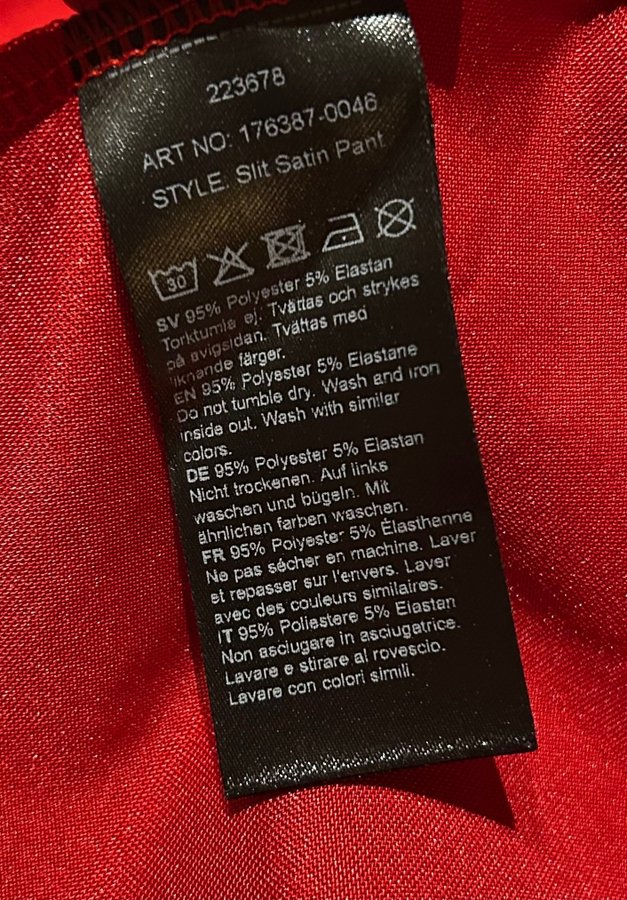 223678
ART NO: 176387-0046
STYLE: Slit Satin Pant
30
SV 95% Polyester 5% Elastan
Torktumla ej. Tvättas och strykes
på avigsidan. Tvättas med
liknande färger.
EN 95% Polyester 5% Elastane
Do not tumble dry. Wash and iron
inside out. Wash with similar
colors.
DE 95% Polyester 5% Elastan
Nicht trockenen. Auf links
waschen und bügeln. Mit
ähnlichen farben waschen.
FR 95% Polyester 5% Élasthenne
Ne pas sécher en machine. Laver
et repasser sur l'envers. Laver
avec des couleurs similaires.
IT 95% Poliestere 5% Elastan
Non asciugare in asciugatrice.
Lavare e stirare al rovescio.
Lavare con colori simili.